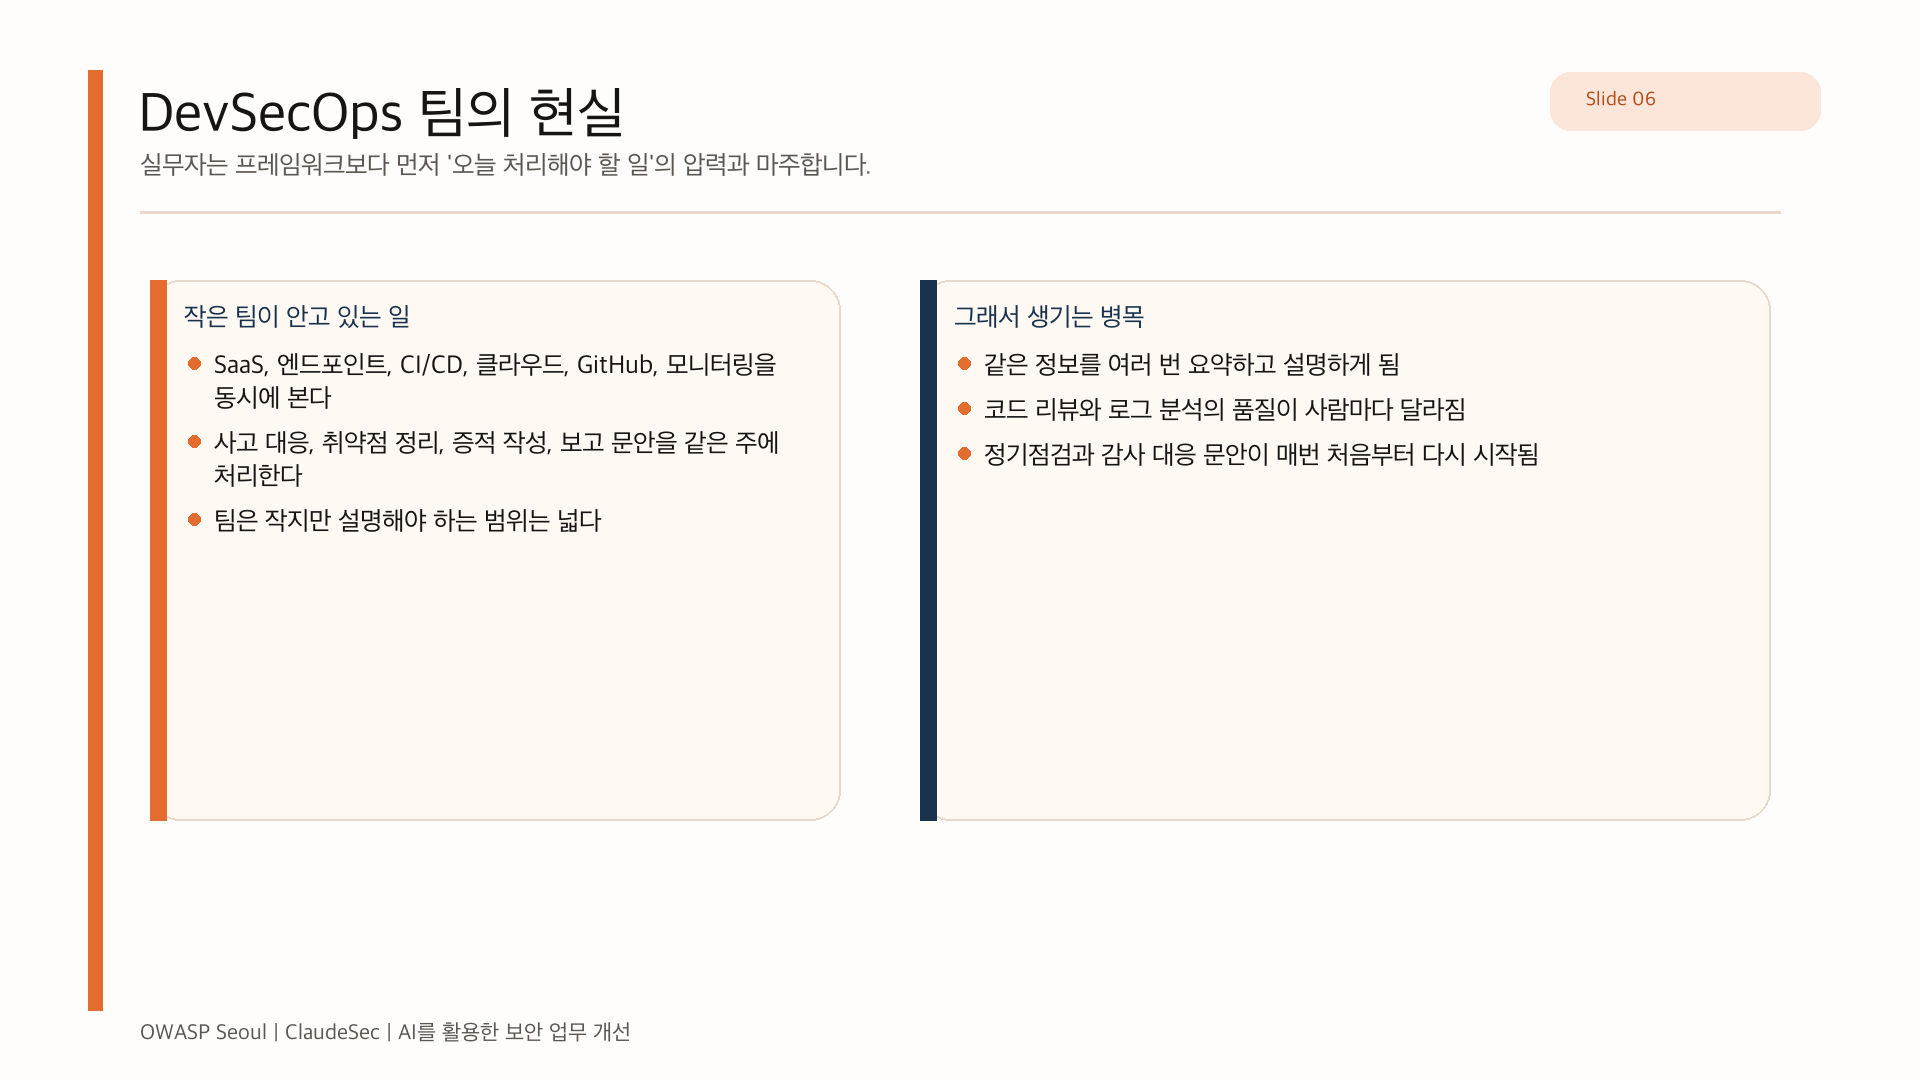 DevSecOps 팀의 현실
실무자는 프레임워크보다 먼저 '오늘 처리해야 할 일'의 압력과 마주합니다.
Slide 06
작은 팀이 안고 있는 일
SaaS, 엔드포인트, CI/CD, 클라우드, GitHub, 모니터링을
동시에 본다
사고 대응, 취약점 정리, 증적 작성, 보고 문안을 같은 주에
처리한다
팀은 작지만 설명해야 하는 범위는 넓다
그래서 생기는 병목
같은 정보를 여러 번 요약하고 설명하게 됨
코드 리뷰와 로그 분석의 품질이 사람마다 달라짐
정기점검과 감사 대응 문안이 매번 처음부터 다시 시작됨
OWASP Seoul | ClaudeSec | AI를 활용한 보안 업무 개선